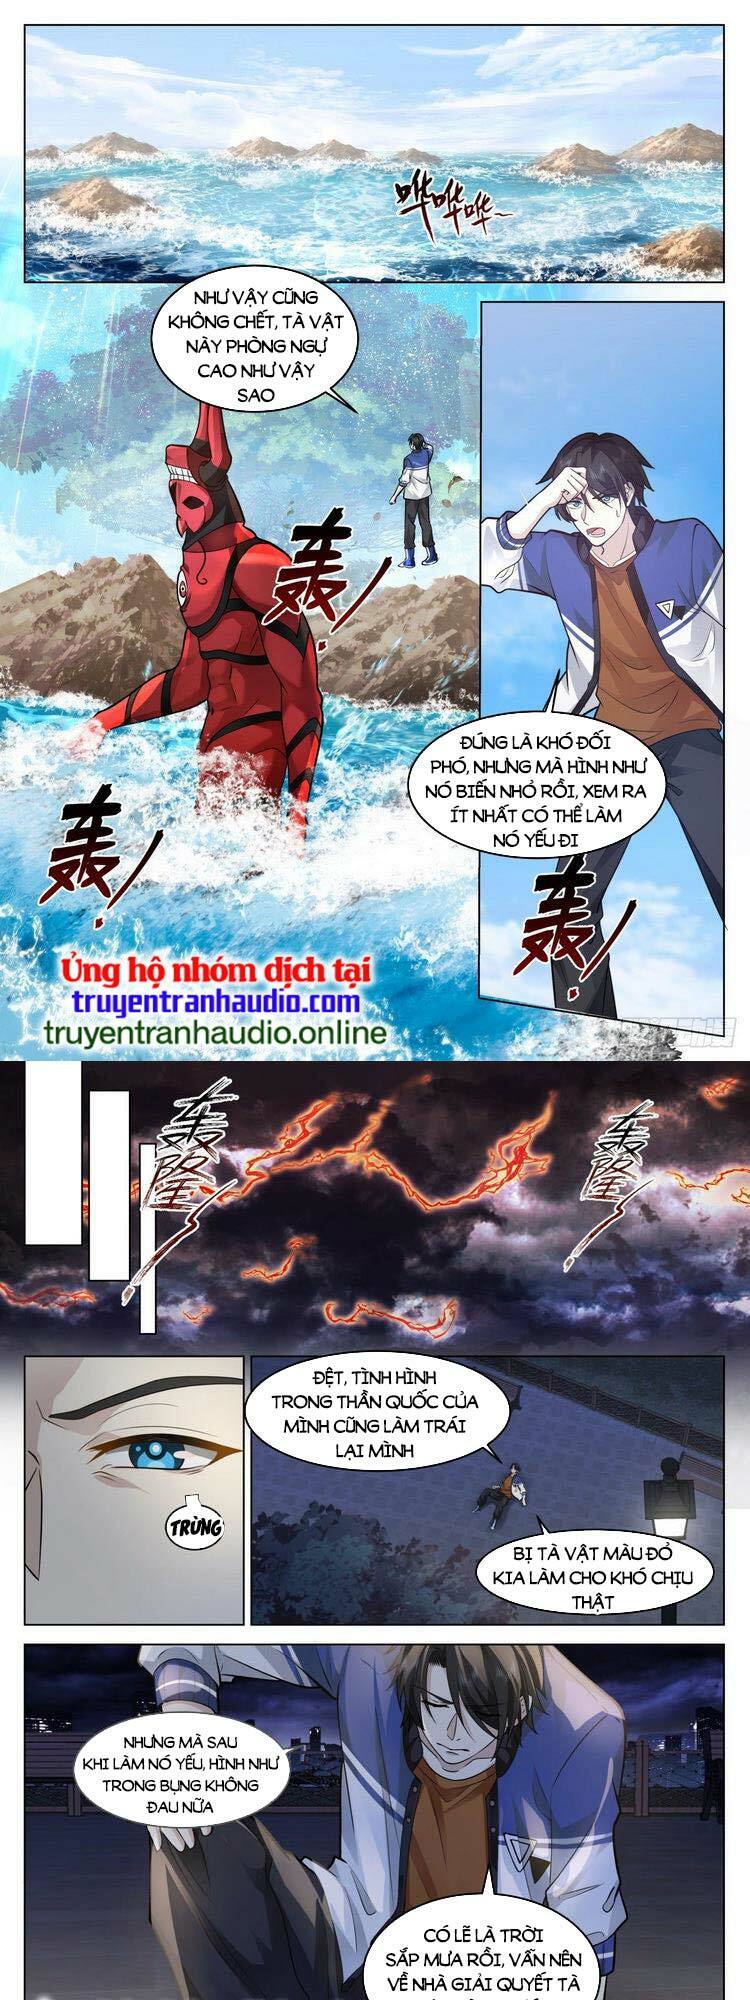 哗哗哗~
NHƯ VẬY CŨNG
KHÔNG CHẾT, TÀ VẬT
NÀY PHÒNG NGỰ
CAO NHƯ VẬY
SAO
轰!
ĐÚNG LÀ KHÓ ĐỐI
PHÓ, NHƯNG MÀ HÌNH NHƯ
NÓ BIẾN NHỎ RỒI, XEM RA
ÍT NHẤT CÓ THỂ LÀM
NÓ YẾU ĐI
轰!
轰!
Ủng hộ nhóm dịch tại
truyentranhaudio.com
truyentranhaudio.online
轰隆
轰隆
ĐỆT, TÌNH HÌNH
TRONG THẦN QUỐC CỦA
MÌNH CŨNG LÀM TRÁI
LẠI MÌNH
TRỪNG
BỊ TÀ VẬT MÀU ĐỎ
KIA LÀM CHO KHÓ CHỊU
THẬT
NHƯNG MÀ SAU
KHI LÀM NÓ YẾU, HÌNH NHƯ
TRONG BỤNG KHÔNG
ĐAU NỮA
CÓ LẼ LÀ TRỜI
SẮP MƯA RỒI, VẪN NÊN
VỀ NHÀ GIẢI QUYẾT TÀ